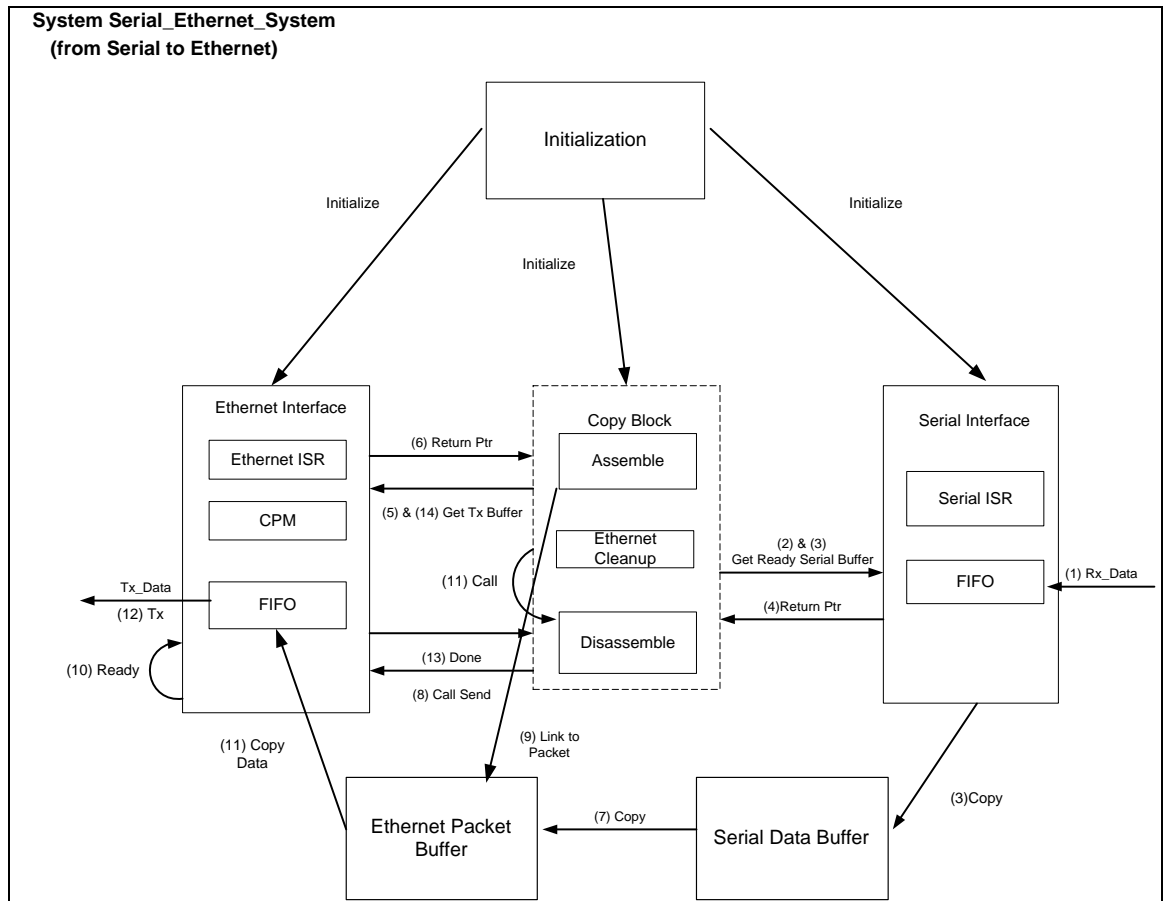 System Serial_Ethernet_System
(from Serial to Ethernet)
Initialization
Initialize
Initialize
Initialize
Ethernet Interface
Ethernet ISR
CPM
FIFO
(6) Return Ptr
(5) & (14) Get Tx Buffer
Copy Block
Assemble
Ethernet
Cleanup
(11) Call
Disassemble
Serial Interface
Serial ISR
FIFO
(2) & (3)
Get Ready Serial Buffer
(4)Return Ptr
(1) Rx_Data
Tx_Data
(12) Tx
(10) Ready
(13) Done
(8) Call Send
(9) Link to
Packet
(11) Copy
Data
(3)Copy
Ethernet Packet
Buffer
(7) Copy
Serial Data Buffer